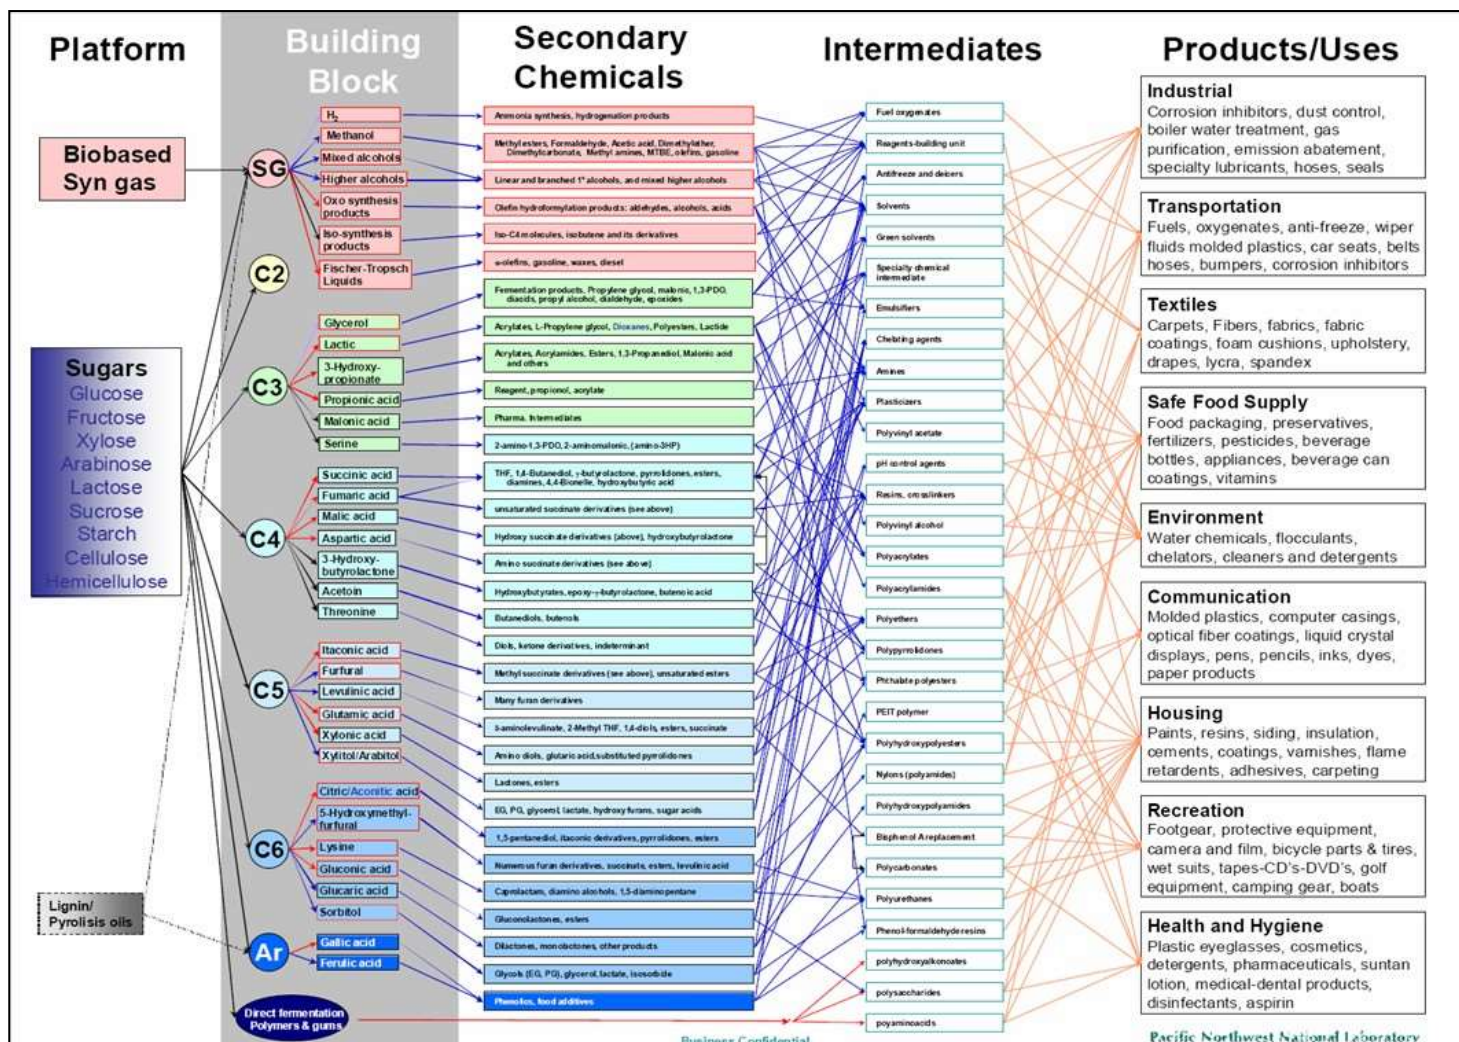 Platform
Building
Block
Secondary
Chemicals
Intermediates
Products/Uses
Biobased
Syn gas
Sugars
Glucose
Fructose
Xylose
Arabinose
Lactose
Sucrose
Starch
Cellulose
Hemicellulose
Lignin/
Pyrolisis oils
SG
C2
C3
C4
C5
C6
Ar
Direct fermentation
Polymers & gums
H2
Methanol
Mixed alcohols
Higher alcohols
Oxo synthesis
products
Iso-synthesis
products
Fischer-Tropsch
Liquids
Glycerol
Lactic
3-Hydroxy-
propionate
Propionic acid
Malonic acid
Serine
Succinic acid
Fumaric acid
Malic acid
Aspartic acid
3-Hydroxy-
butyrolactone
Acetoin
Threonine
Itaconic acid
Furfural
Levulinic acid
Glutamic acid
Xylonic acid
Xylitol/Arabitol
Citric/Aconitic acid
5-Hydroxymethyl-
furfural
Lysine
Gluconic acid
Glucaric acid
Sorbitol
Gallic acid
Ferulic acid
Ammonia synthesis, hydrogenation products
Methyl esters, Formaldehyde, Acetic acid, Dimethylether,
Dimethylcarbonate, Methyl amines, MTBE, olefins, gasoline
Linear and branched 1° alcohols, and mixed higher alcohols
Olefin hydroformylation products: aldehydes, alcohols, acids
Iso-C4 molecules, isobutene and its derivatives
α-olefins, gasoline, waxes, diesel
Fermentation products, Propylene glycol, malonic, 1,3-PDO,
diacids, propyl alcohol, dialdehyde, epoxides
Acrylates, L-Propylene glycol, Dioxanes, Polyesters, Lactide
Acrylates, Acrylamides, Esters, 1,3-Propanediol, Malonic acid
and others
Reagent, propionol, acrylate
Pharma. Intermediates
2-amino-1,3-PDO, 2-aminomalonic, (amino-3HP)
THF, 1,4-Butanediol, γ-butyrolactone, pyrrolidones, esters,
diamines, 4,4-Bionelle, hydroxybutyric acid
unsaturated succinate derivatives (see above)
Hydroxy succinate derivatives (above), hydroxybutyrolactone
Amino succinate derivatives (see above)
Hydroxybutyrates, epoxy-γ-butyrolactone, butenoic acid
Butanediols, butenols
Diols, ketone derivatives, indeterminant
Methyl succinate derivatives (see above), unsaturated esters
Many furan derivatives
δ-aminolevulinate, 2-Methyl THF, 1,4-diols, esters, succinate
Amino diols, glutaric acid, substituted pyrrolidones
Lactones, esters
EG, PG, glycerol, lactate, hydroxy furans, sugar acids
1,5-pentanediol, itaconic derivatives, pyrrolidones, esters
Numerous furan derivatives, succinate, esters, levulinic acid
Caprolactam, diamino alcohols, 1,5-diaminopentane
Gluconolactones, esters
Dilactones, monolactones, other products
Glycols (EG, PG), glycerol, lactate, isosorbide
Phenolics, food additives
Fuel oxygenates
Reagents-building unit
Antifreeze and deicers
Solvents
Green solvents
Specialty chemical
intermediate
Emulsifiers
Chelating agents
Amines
Plasticizers
Polyvinyl acetate
pH control agents
Resins, crosslinkers
Polyvinyl alcohol
Polyacrylates
Polyacrylamides
Polyethers
Polypyrrolidones
Phthalate polyesters
PEIT polymer
Polyhydroxypolyesters
Nylons (polyamides)
Polyhydroxypolyamides
Bisphenol A replacement
Polycarbonates
Polyurethanes
Phenol-formaldehyde resins
polyhydroxyalkonoates
polysaccharides
poyaminoacids
Industrial
Corrosion inhibitors, dust control,
boiler water treatment, gas
purification, emission abatement,
specialty lubricants, hoses, seals
Transportation
Fuels, oxygenates, anti-freeze, wiper
fluids molded plastics, car seats, belts
hoses, bumpers, corrosion inhibitors
Textiles
Carpets, Fibers, fabrics, fabric
coatings, foam cushions, upholstery,
drapes, lycra, spandex
Safe Food Supply
Food packaging, preservatives,
fertilizers, pesticides, beverage
bottles, appliances, beverage can
coatings, vitamins
Environment
Water chemicals, flocculants,
chelators, cleaners and detergents
Communication
Molded plastics, computer casings,
optical fiber coatings, liquid crystal
displays, pens, pencils, inks, dyes,
paper products
Housing
Paints, resins, siding, insulation,
cements, coatings, varnishes, flame
retardents, adhesives, carpeting
Recreation
Footgear, protective equipment,
camera and film, bicycle parts & tires,
wet suits, tapes-CD's-DVD's, golf
equipment, camping gear, boats
Health and Hygiene
Plastic eyeglasses, cosmetics,
detergents, pharmaceuticals, suntan
lotion, medical-dental products,
disinfectants, aspirin
Business Confidential
Pacific Northwest National Laboratory